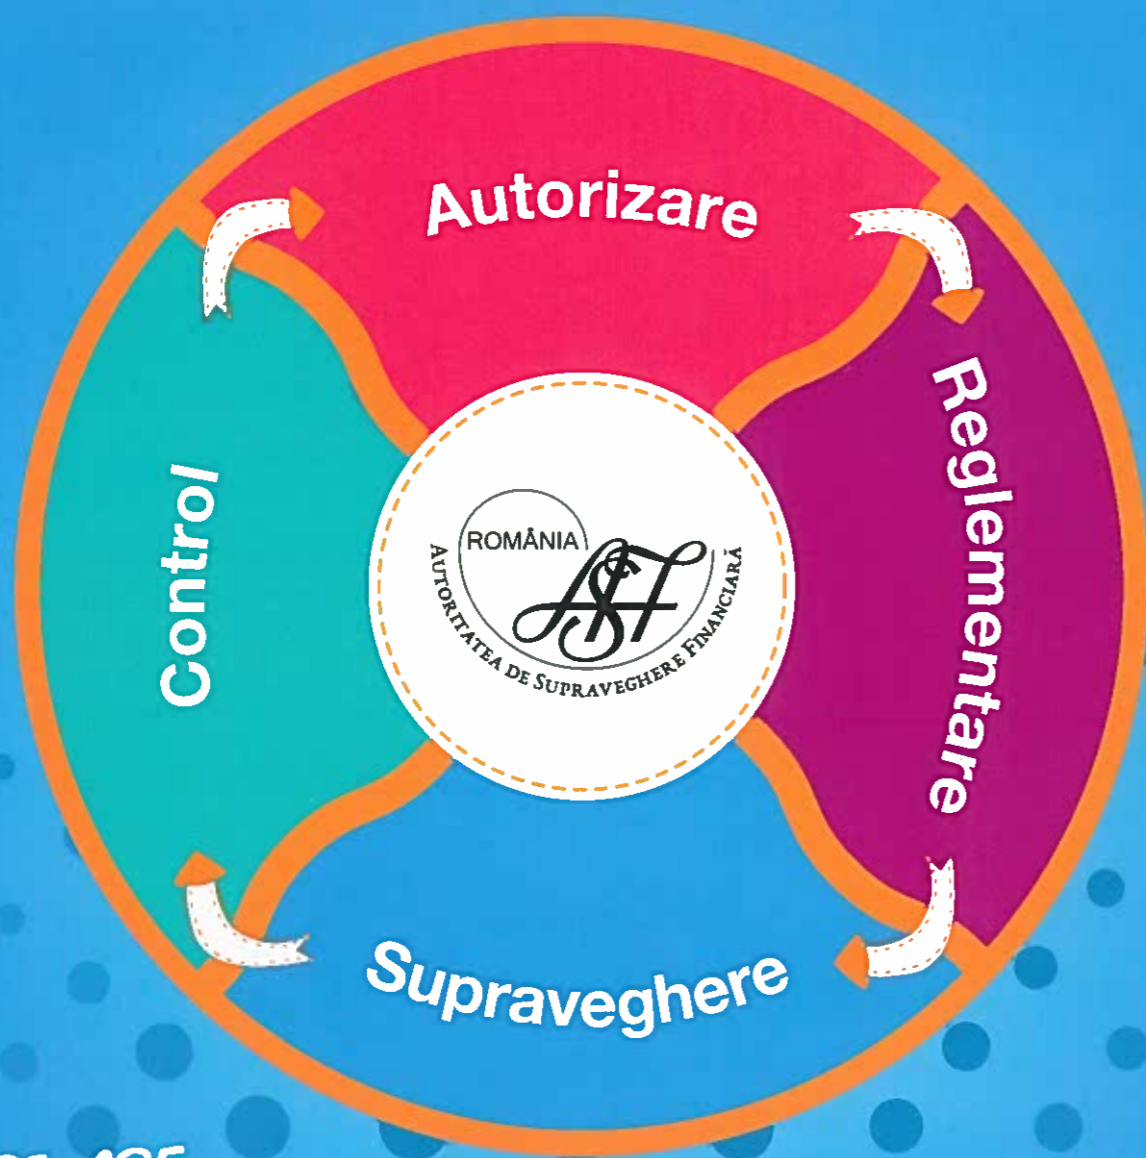 Autorizare
Reglementare
Supraveghere
Control
ROMÂNIA
ASF
AUTORITATEA DE SUPRAVEGHERE FINANCIARĂ